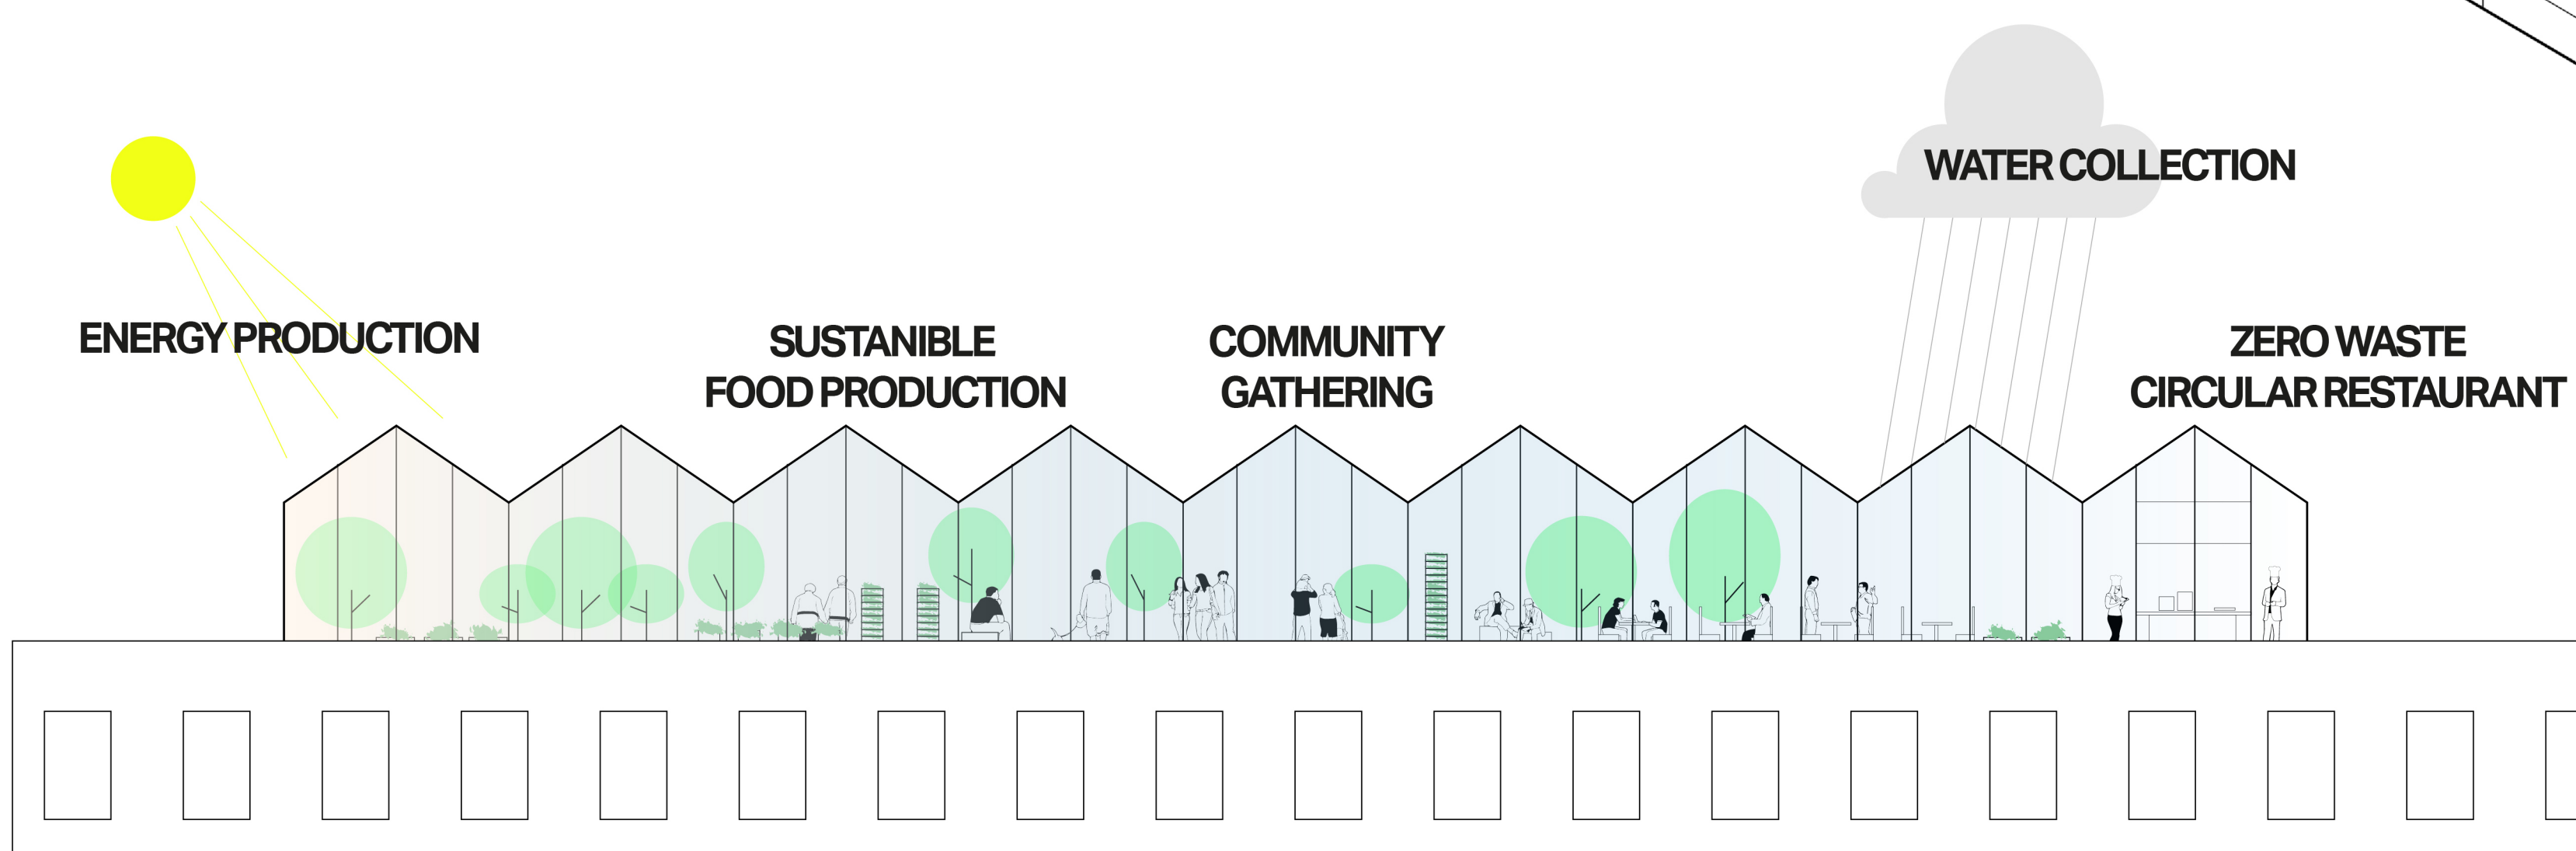 WATER COLLECTION
ENERGY PRODUCTION
SUSTANIBLE
FOOD PRODUCTION
COMMUNITY
GATHERING
ZERO WASTE
CIRCULAR RESTAURANT